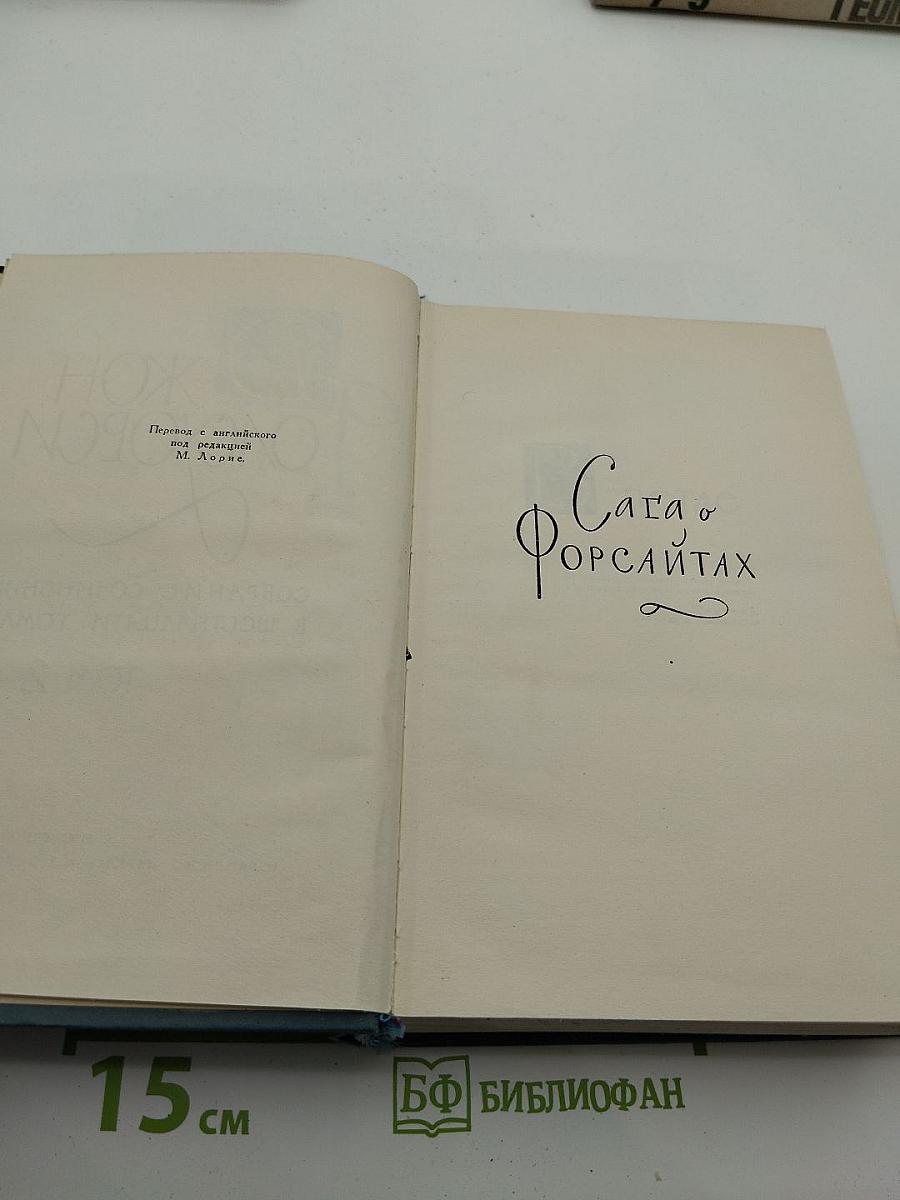 Перевод с английского
под редакцией
М. Лорие.
Сага о
Форсайтах
15 см
БФ БИБЛИОФАН